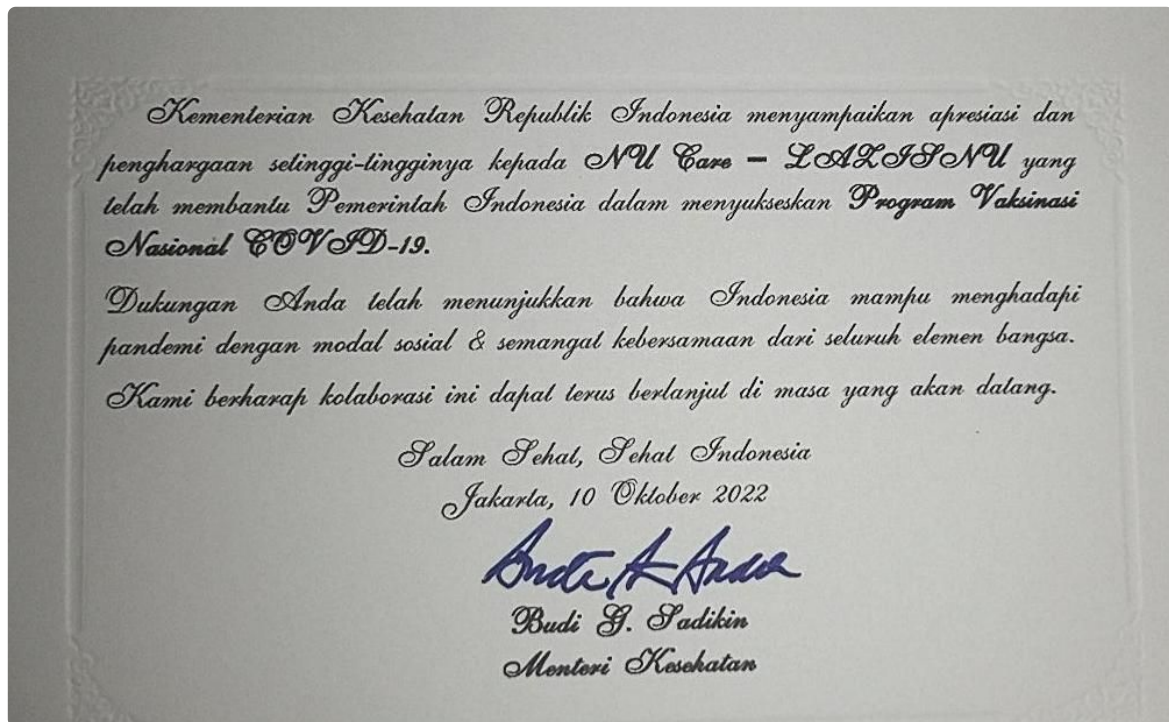 Kementerian Kesehatan Republik Indonesia menyampaikan apresiasi dan
penghargaan setinggi-tingginya kepada NU Care – LAZISNU yang
telah membantu Pemerintah Indonesia dalam menyukseskan Program Vaksinasi
Nasional COVID-19.
Dukungan Anda telah menunjukkan bahwa Indonesia mampu menghadapi
pandemi dengan modal sosial & semangat kebersamaan dari seluruh elemen bangsa.
Kami berharap kolaborasi ini dapat terus berlanjut di masa yang akan datang.
Salam Sehat, Sehat Indonesia
Jakarta, 10 Oktober 2022
Budi G. Sadikin
Menteri Kesehatan